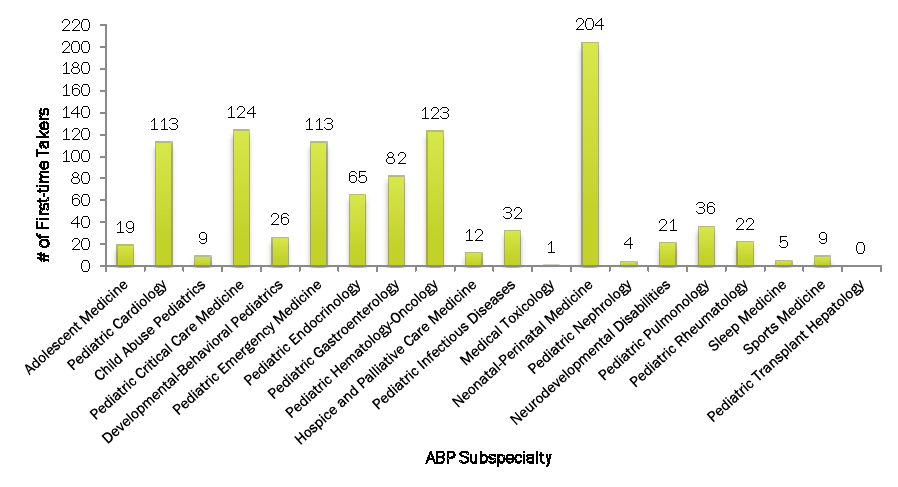 # of First-time Takers
220
200
180
160
140
120
100
80
60
40
20
0
19
113
9
124
26
113
65
82
123
12
32
1
204
4
21
36
22
5
9
0
Adolescent Medicine
Pediatric Cardiology
Child Abuse Pediatrics
Pediatric Critical Care Medicine
Developmental-Behavioral Pediatrics
Pediatric Emergency Medicine
Pediatric Endocrinology
Pediatric Gastroenterology
Pediatric Hematology-Oncology
Hospice and Palliative Care Medicine
Pediatric Infectious Diseases
Medical Toxicology
Neonatal-Perinatal Medicine
Pediatric Nephrology
Neurodevelopmental Disabilities
Pediatric Pulmonology
Pediatric Rheumatology
Sleep Medicine
Sports Medicine
Pediatric Transplant Hepatology
ABP Subspecialty